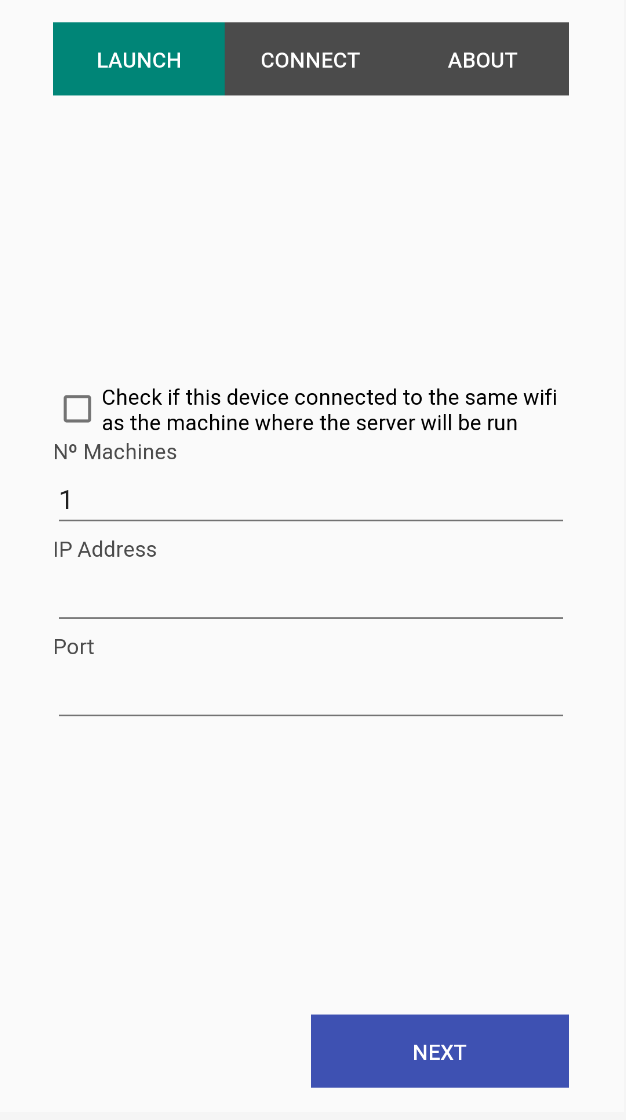 LAUNCH CONNECT ABOUT
Check if this device connected to the same wifi
as the machine where the server will be run
Nº Machines
1
IP Address
Port
NEXT